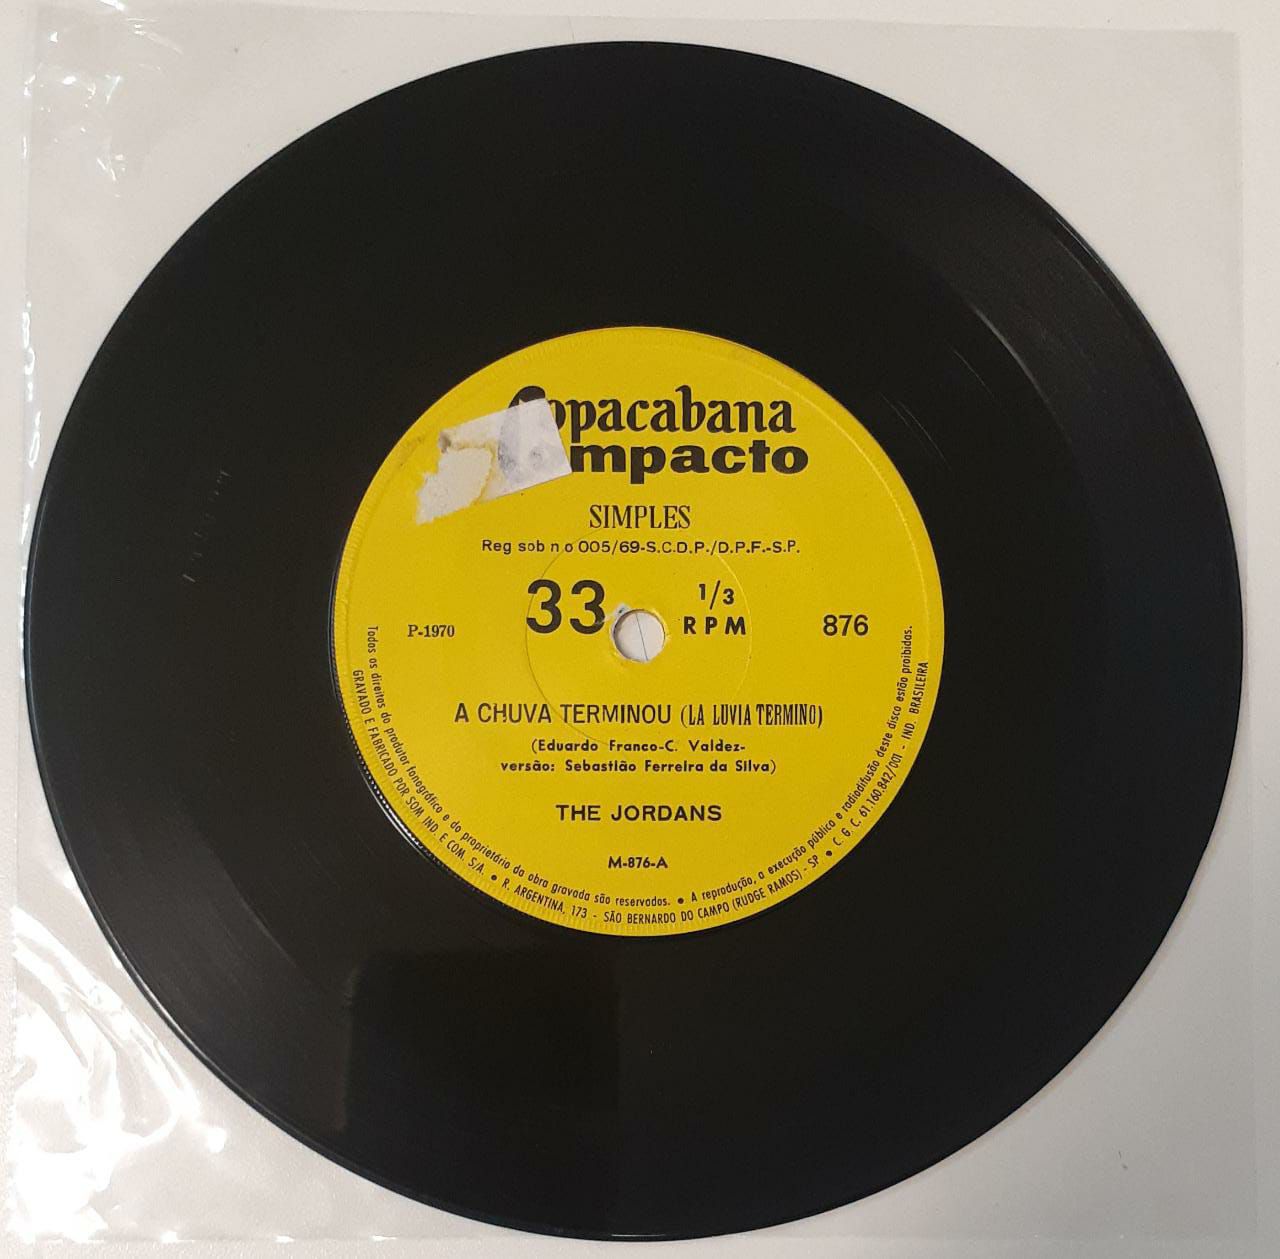 Copacabana
Compacto
SIMPLES
Reg sob n o 005/69-S.C.D.P./D.P.F.-S.P.
33 1/3
RPM
P-1970
876
A CHUVA TERMINOU (LA LUVIA TERMINO)
(Eduardo Franco-C. Valdez-
versão: Sebastião Ferreira da Silva)
THE JORDANS
M-876-A
Todos os direitos do produtor fonográfico e do proprietário da obra gravada são reservados. ● A reprodução, a execução pública e radiodifusão deste disco estão proibidas.
GRAVADO E FABRICADO POR SOM IND. E COM. S/A. ● R. ARGENTINA, 173 - SÃO BERNARDO DO CAMPO (RUDGE RAMOS) - SP ● C. G. C. 61.160.842/001 - IND. BRASILEIRA